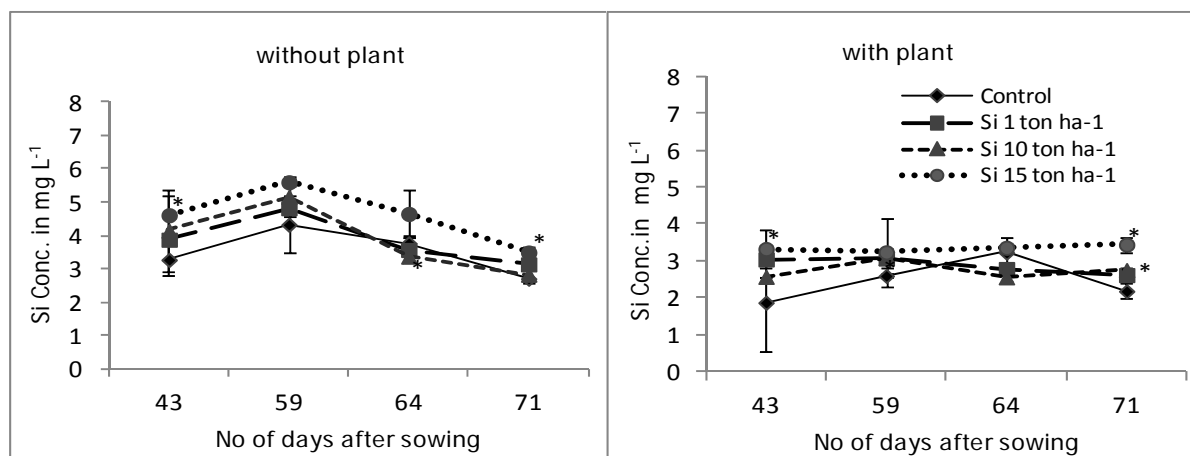 without plant
8
7
6
5
4
3
2
1
0
Si Conc. in mg L-1
*
*
*
43 59 64 71
No of days after sowing
with plant
8
7
6
5
4
3
2
1
0
Si Conc. in mg L-1
Control
Si 1 ton ha-1
Si 10 ton ha-1
Si 15 ton ha-1
*
*
*
*
43 59 64 71
No of days after sowing